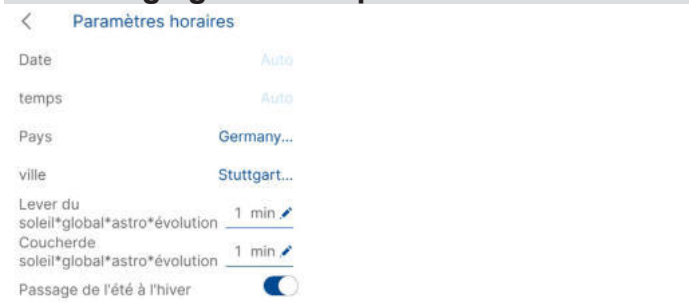 Paramètres horaires
Date Auto
temps Auto
Pays Germany...
ville Stuttgart...
Lever du
soleil*global*astro*évolution 1 min
Coucherde
soleil*global*astro*évolution 1 min
Passage de l'été à l'hiver